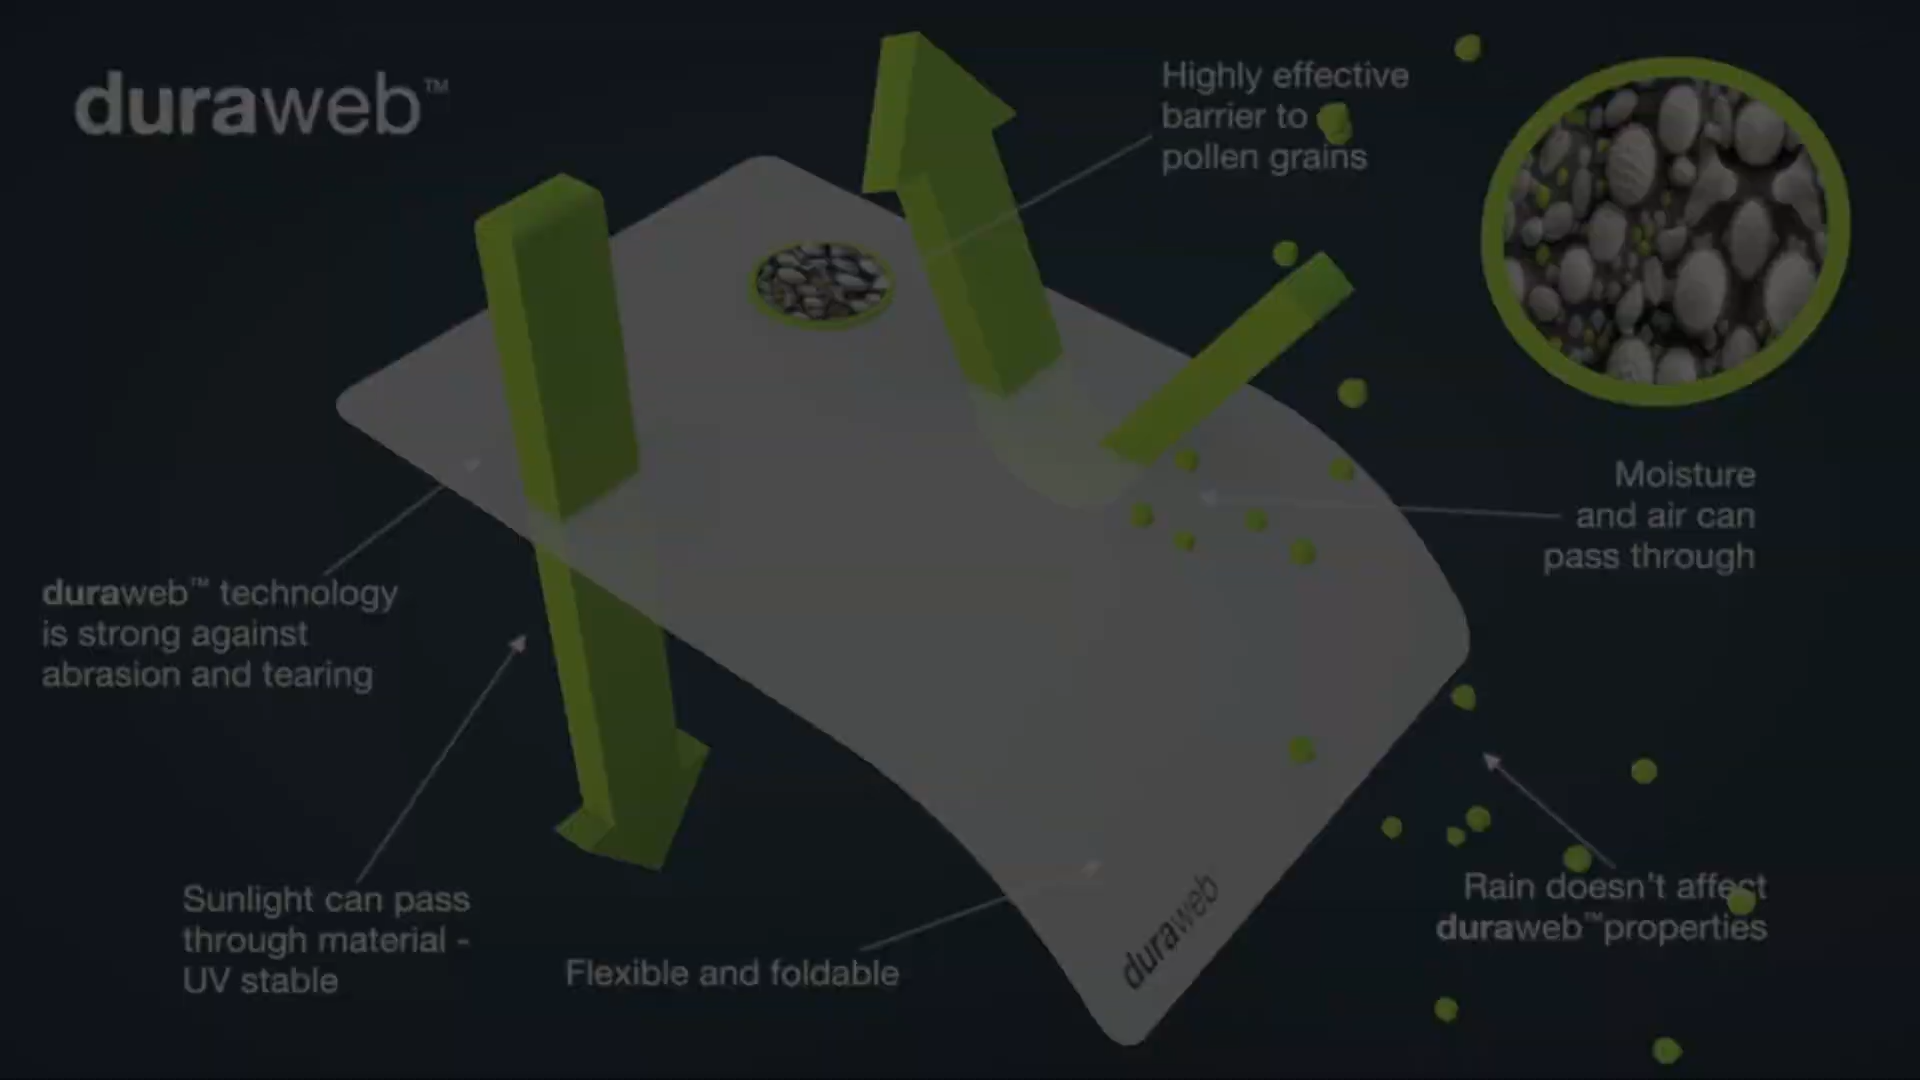 duraweb™
Highly effective
barrier to
pollen grains
Moisture
and air can
pass through
duraweb™ technology
is strong against
abrasion and tearing
Sunlight can pass
through material -
UV stable
Flexible and foldable
duraweb
Rain doesn't affect
duraweb™properties